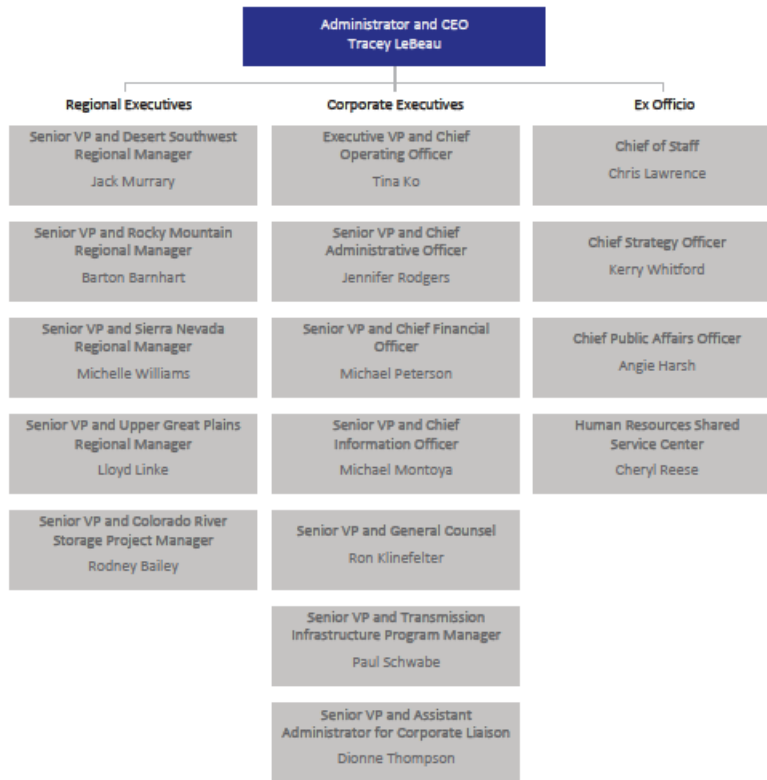 Administrator and CEO
Tracey LeBeau
Regional Executives
Senior VP and Desert Southwest
Regional Manager
Jack Murrary
Senior VP and Rocky Mountain
Regional Manager
Barton Barnhart
Senior VP and Sierra Nevada
Regional Manager
Michelle Williams
Senior VP and Upper Great Plains
Regional Manager
Lloyd Linke
Senior VP and Colorado River
Storage Project Manager
Rodney Bailey
Corporate Executives
Executive VP and Chief
Operating Officer
Tina Ko
Senior VP and Chief
Administrative Officer
Jennifer Rodgers
Senior VP and Chief Financial
Officer
Michael Peterson
Senior VP and Chief
Information Officer
Michael Montoya
Senior VP and General Counsel
Ron Klinefelter
Senior VP and Transmission
Infrastructure Program Manager
Paul Schwabe
Senior VP and Assistant
Administrator for Corporate Liaison
Dionne Thompson
Ex Officio
Chief of Staff
Chris Lawrence
Chief Strategy Officer
Kerry Whitford
Chief Public Affairs Officer
Angie Harsh
Human Resources Shared
Service Center
Cheryl Reese